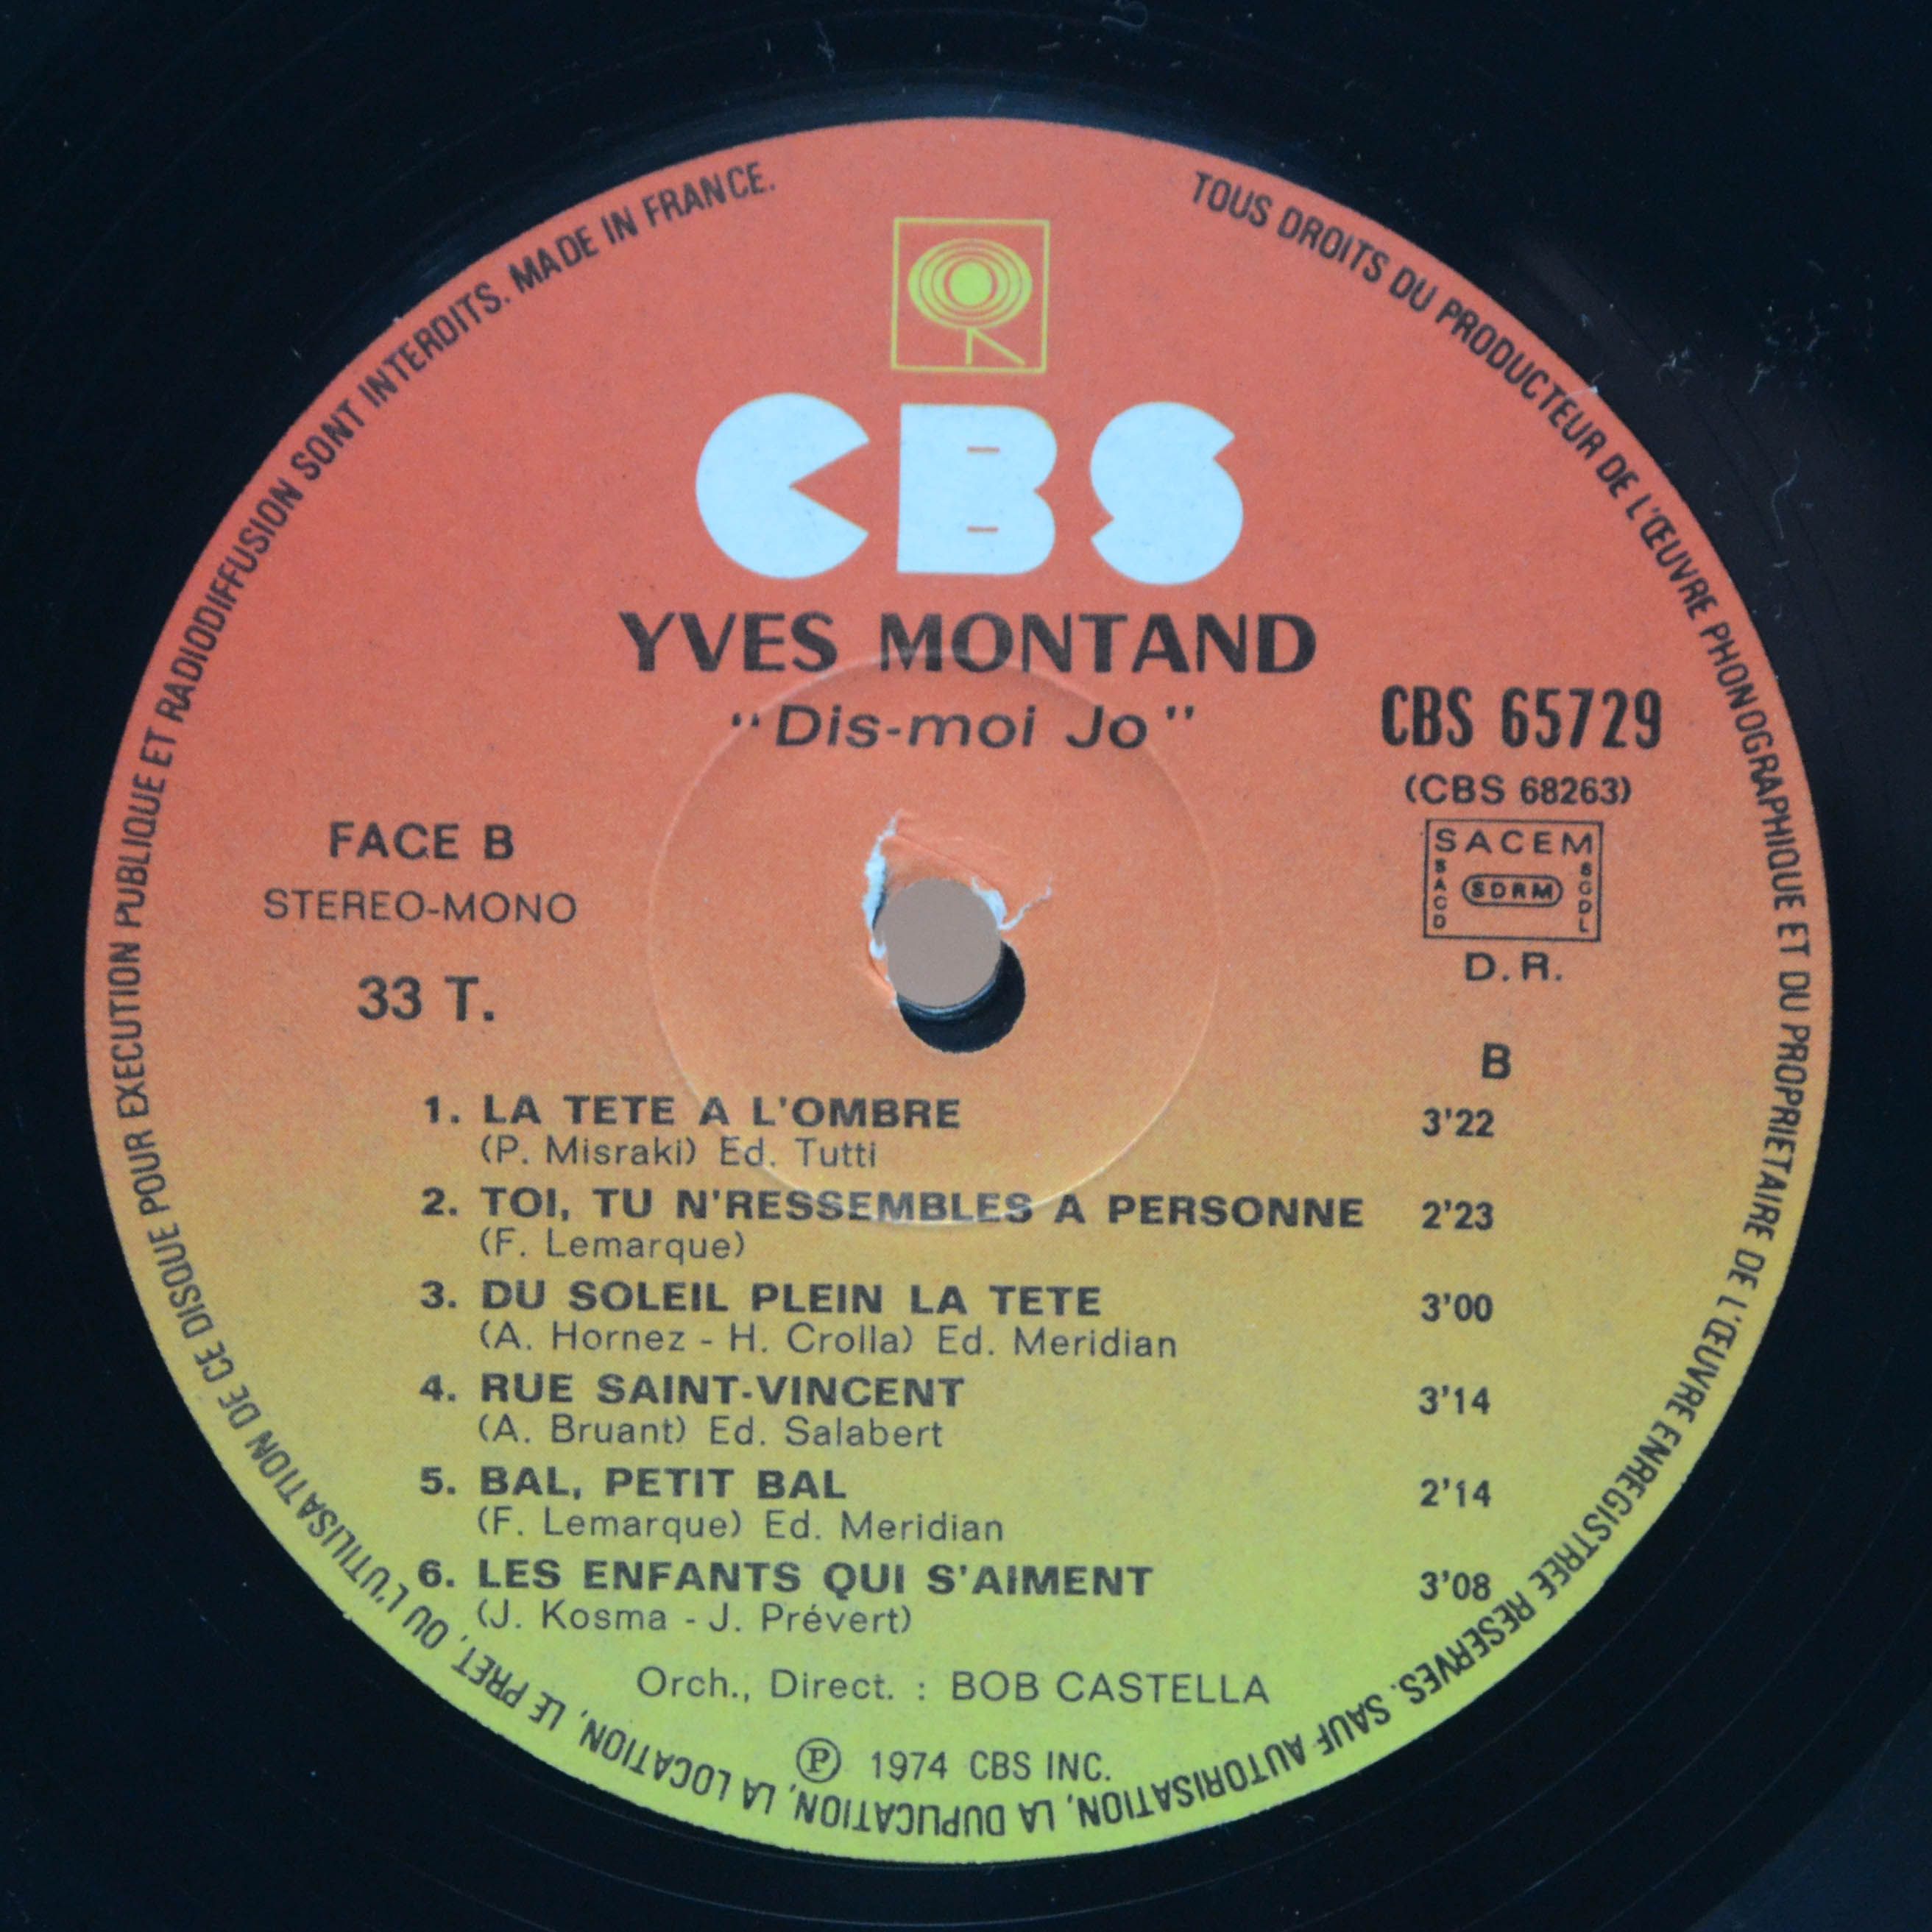 TOUS DROITS DU PRODUCTEUR DE L'ŒUVRE PHONOGRAPHIQUE ET DU PROPRIETAIRE DE L'ŒUVRE ENREGISTREE RESERVES. SAUF AUTORISATION, LA DUPLICATION, LA LOCATION, LE PRET, OU L'UTILISATION DE CE DISQUE POUR EXECUTION PUBLIQUE ET RADIODIFFUSION SONT INTERDITS. MADE IN FRANCE.
CBS
YVES MONTAND
"Dis-moi Jo"
CBS 65729
(CBS 68263)
FACE B
STEREO-MONO
33 T.
SACEM
SACD SDRM SGDL
D.R.
B
1. LA TETE A L'OMBRE 3'22
(P. Misraki) Ed. Tutti
2. TOI, TU N'RESSEMBLES A PERSONNE 2'23
(F. Lemarque)
3. DU SOLEIL PLEIN LA TETE 3'00
(A. Hornez - H. Crolla) Ed. Meridian
4. RUE SAINT-VINCENT 3'14
(A. Bruant) Ed. Salabert
5. BAL, PETIT BAL 2'14
(F. Lemarque) Ed. Meridian
6. LES ENFANTS QUI S'AIMENT 3'08
(J. Kosma - J. Prévert)
Orch., Direct. : BOB CASTELLA
Ⓟ 1974 CBS INC.